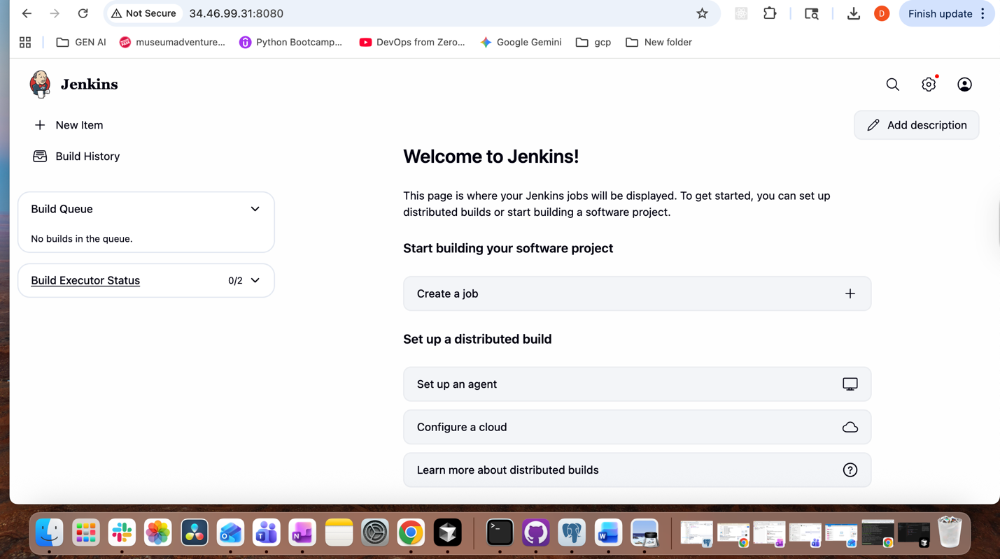 Not Secure
34.46.99.31:8080
D
Finish update
GEN AI
museumadventure...
Python Bootcamp...
DevOps from Zero...
Google Gemini
gcp
New folder
Jenkins
New Item
Add description
Build History
Welcome to Jenkins!
This page is where your Jenkins jobs will be displayed. To get started, you can set up
distributed builds or start building a software project.
Build Queue
No builds in the queue.
Start building your software project
Build Executor Status
0/2
Create a job
Set up a distributed build
Set up an agent
Configure a cloud
Learn more about distributed builds